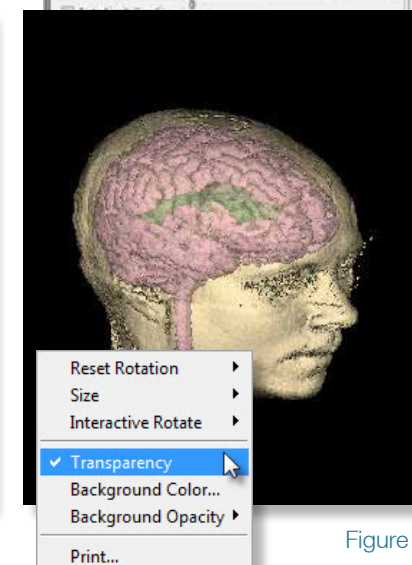 Reset Rotation
Size
Interactive Rotate
Transparency
Background Color...
Background Opacity
Print...
Figure